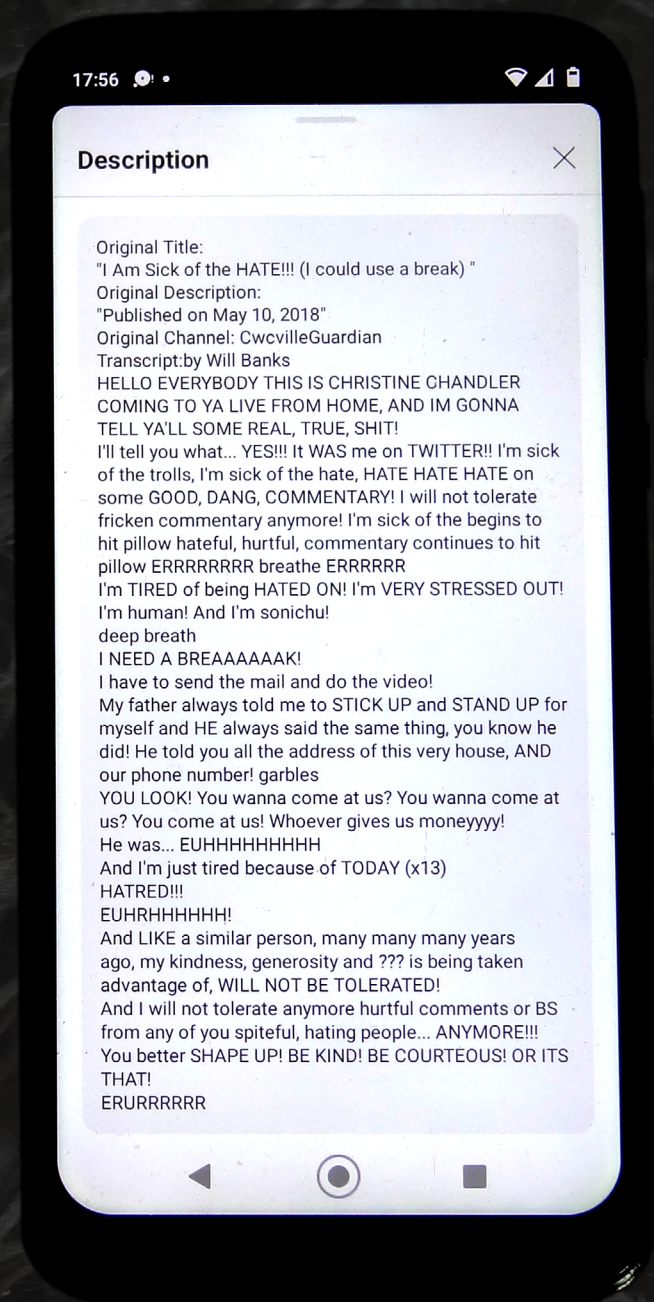 17:56
Description
Original Title:
"I Am Sick of the HATE!!! (I could use a break) "
Original Description:
"Published on May 10, 2018"
Original Channel: CwcvilleGuardian
Transcript:by Will Banks
HELLO EVERYBODY THIS IS CHRISTINE CHANDLER
COMING TO YA LIVE FROM HOME, AND IM GONNA
TELL YA'LL SOME REAL, TRUE, SHIT!
I'll tell you what... YES!!! It WAS me on TWITTER!! I'm sick
of the trolls, I'm sick of the hate, HATE HATE HATE on
some GOOD, DANG, COMMENTARY! I will not tolerate
fricken commentary anymore! I'm sick of the begins to
hit pillow hateful, hurtful, commentary continues to hit
pillow ERRRRRRRR breathe ERRRRRR
I'm TIRED of being HATED ON! I'm VERY STRESSED OUT!
I'm human! And I'm sonichu!
deep breath
I NEED A BREAAAAAAK!
I have to send the mail and do the video!
My father always told me to STICK UP and STAND UP for
myself and HE always said the same thing, you know he
did! He told you all the address of this very house, AND
our phone number! garbles
YOU LOOK! You wanna come at us? You wanna come at
us? You come at us! Whoever gives us moneyyyy!
He was... EUHHHHHHHHH
And I'm just tired because of TODAY (x13)
HATRED!!!
EUHRHHHHHH!
And LIKE a similar person, many many many years
ago, my kindness, generosity and ??? is being taken
advantage of, WILL NOT BE TOLERATED!
And I will not tolerate anymore hurtful comments or BS
from any of you spiteful, hating people... ANYMORE!!!
You better SHAPE UP! BE KIND! BE COURTEOUS! OR ITS
THAT!
ERURRRRRR